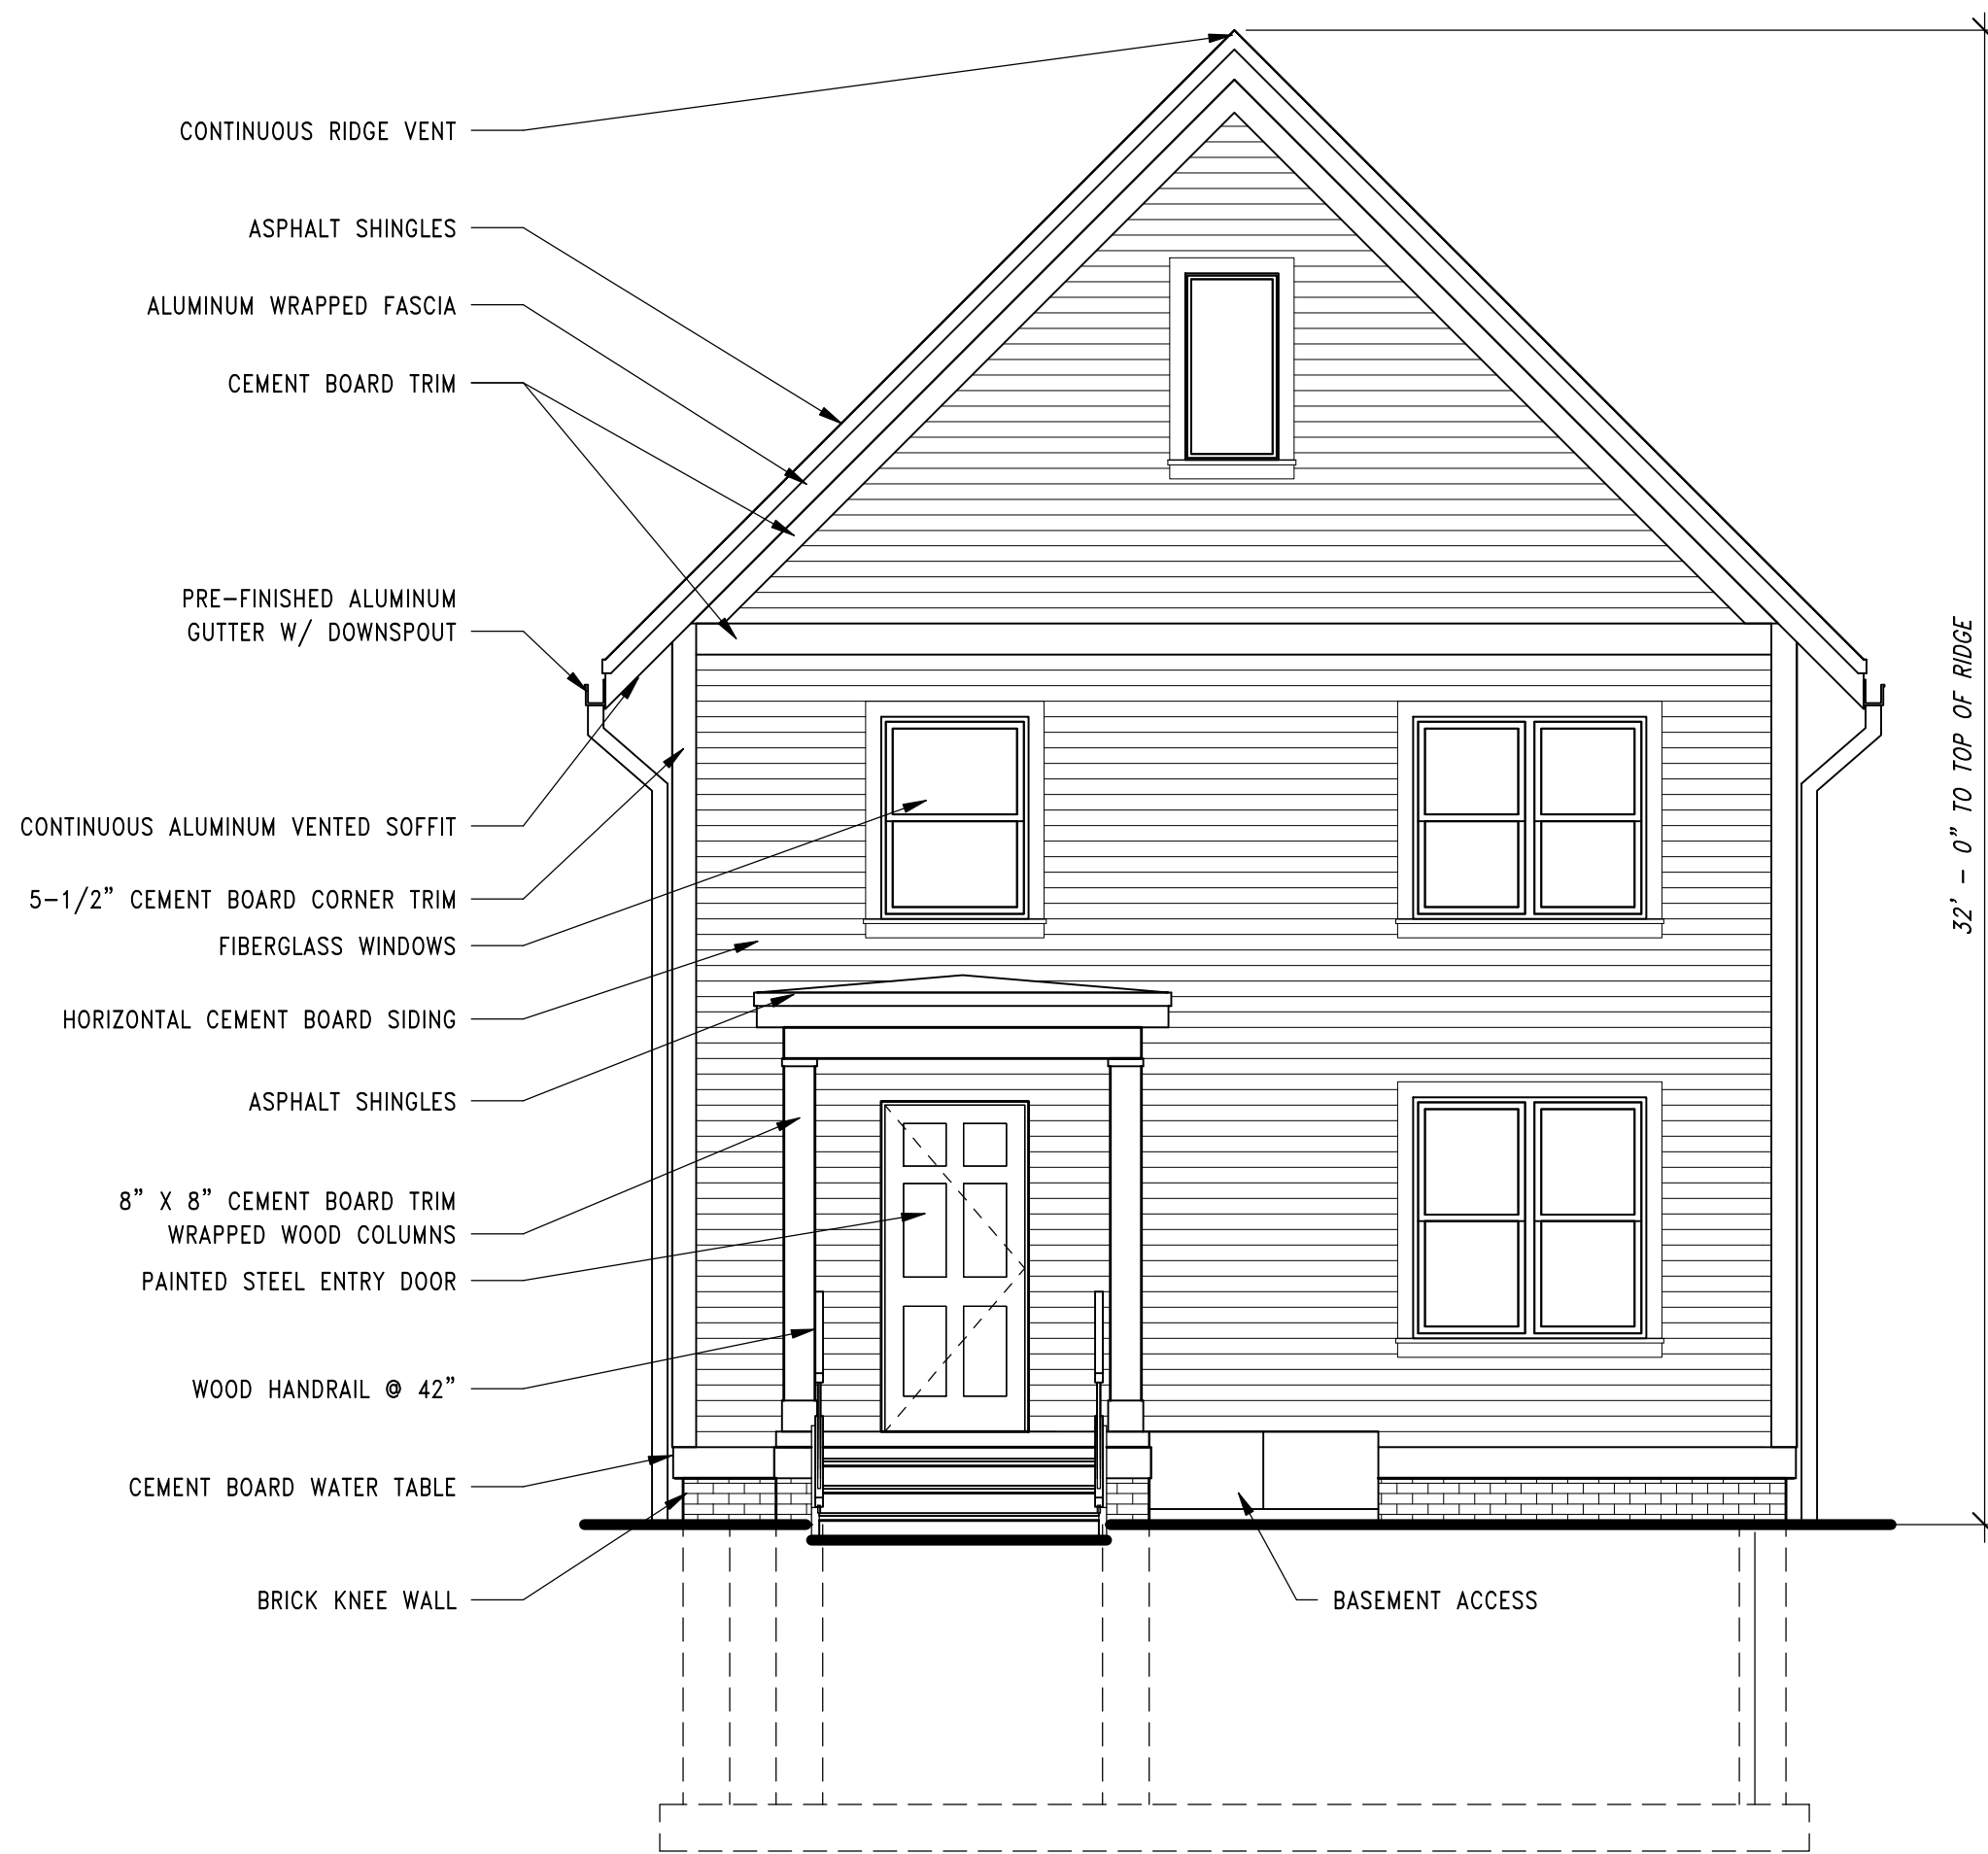 CONTINUOUS RIDGE VENT
ASPHALT SHINGLES
ALUMINUM WRAPPED FASCIA
CEMENT BOARD TRIM
PRE-FINISHED ALUMINUM
GUTTER W/ DOWNSPOUT
CONTINUOUS ALUMINUM VENTED SOFFIT
5-1/2" CEMENT BOARD CORNER TRIM
FIBERGLASS WINDOWS
HORIZONTAL CEMENT BOARD SIDING
ASPHALT SHINGLES
8" X 8" CEMENT BOARD TRIM
WRAPPED WOOD COLUMNS
PAINTED STEEL ENTRY DOOR
WOOD HANDRAIL @ 42"
CEMENT BOARD WATER TABLE
BRICK KNEE WALL
BASEMENT ACCESS
32' - 0" TO TOP OF RIDGE